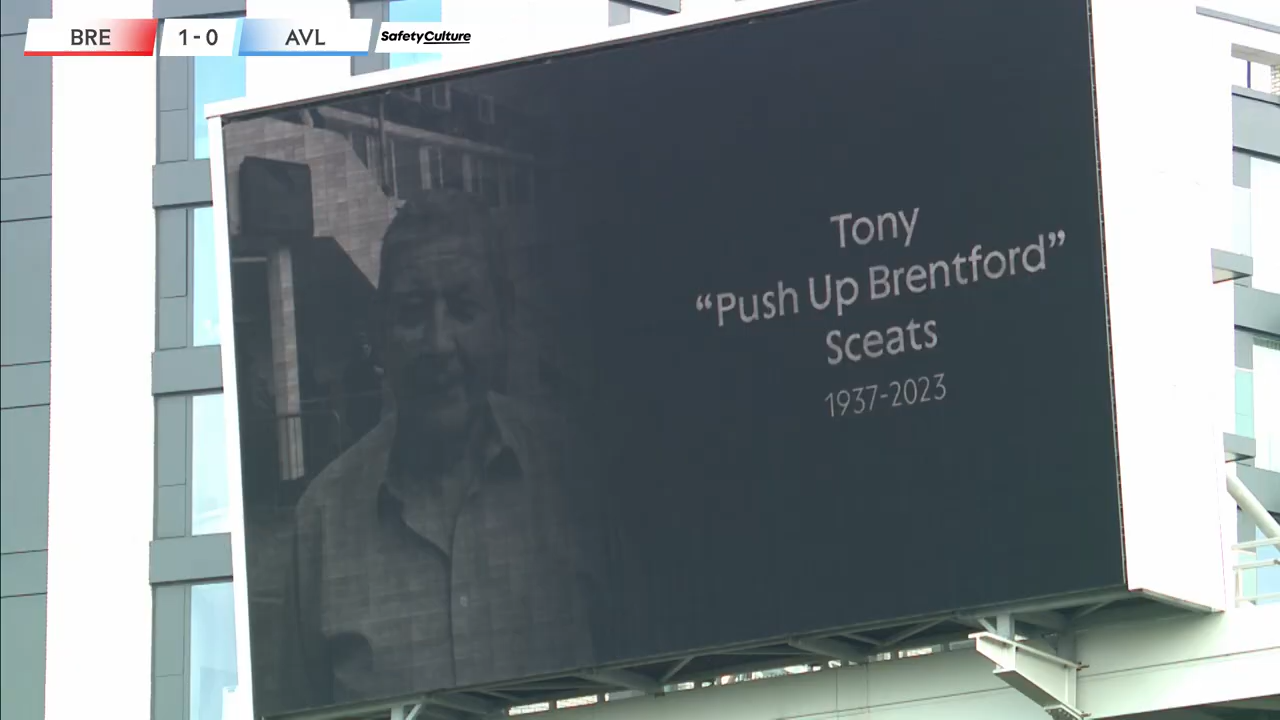 BRE 1-0 AVL SafetyCulture
Tony
“Push Up Brentford”
Sceats
1937-2023